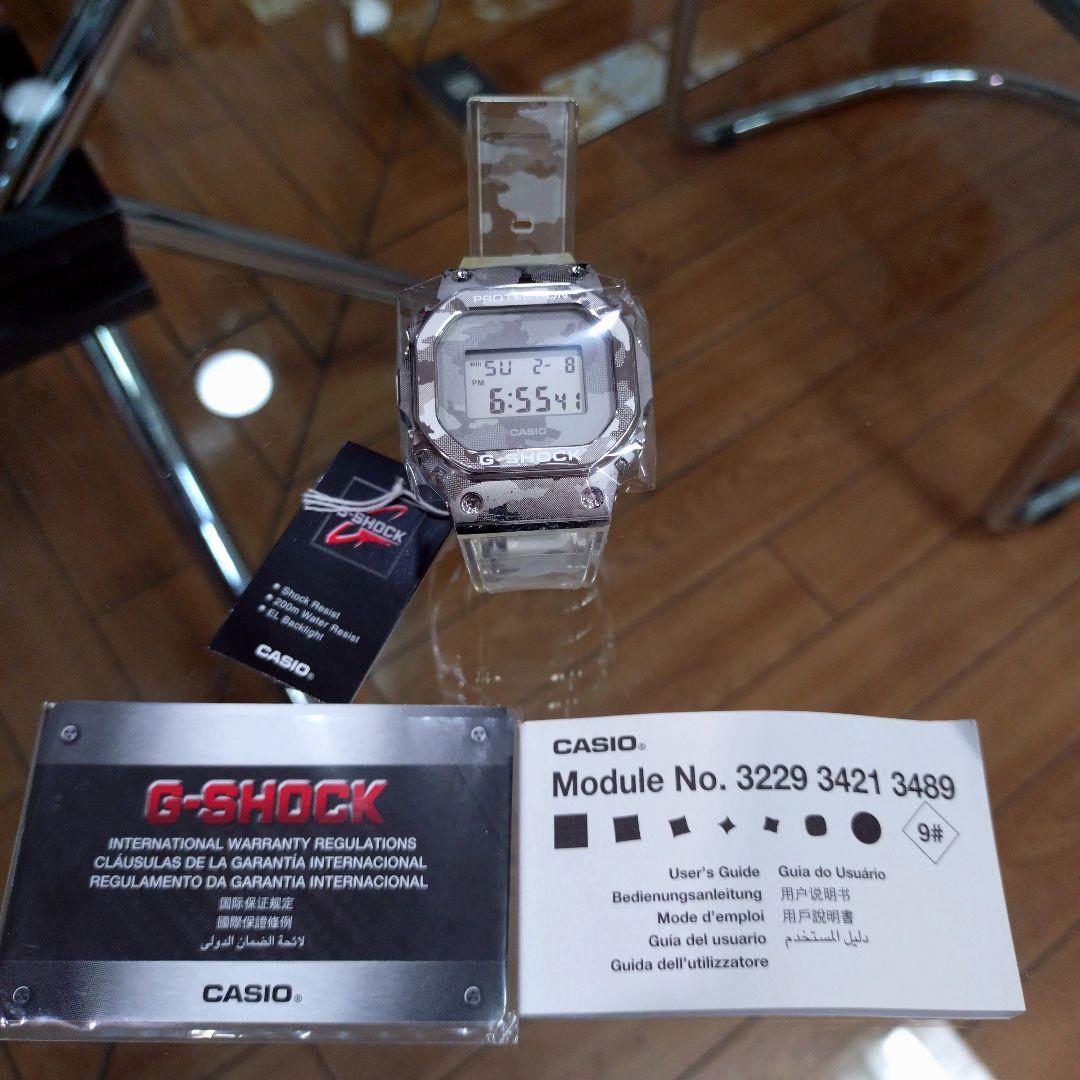 PROTECTION
SU 2-8
PM
6:55 41
CASIO
G-SHOCK
G-SHOCK
• Shock Resist
• 200m Water Resist
• EL Backlight
CASIO®
G-SHOCK
INTERNATIONAL WARRANTY REGULATIONS
CLÁUSULAS DE LA GARANTÍA INTERNACIONAL
REGULAMENTO DA GARANTIA INTERNACIONAL
国际保证规定
國際保證條例
لائحة الضمان الدولى
CASIO®
CASIO®
Module No. 3229 3421 3489
9#
User's Guide Guia do Usuário
Bedienungsanleitung 用户说明书
Mode d'emploi 用戶說明書
Guía del usuario دليل المستخدم
Guida dell'utilizzatore